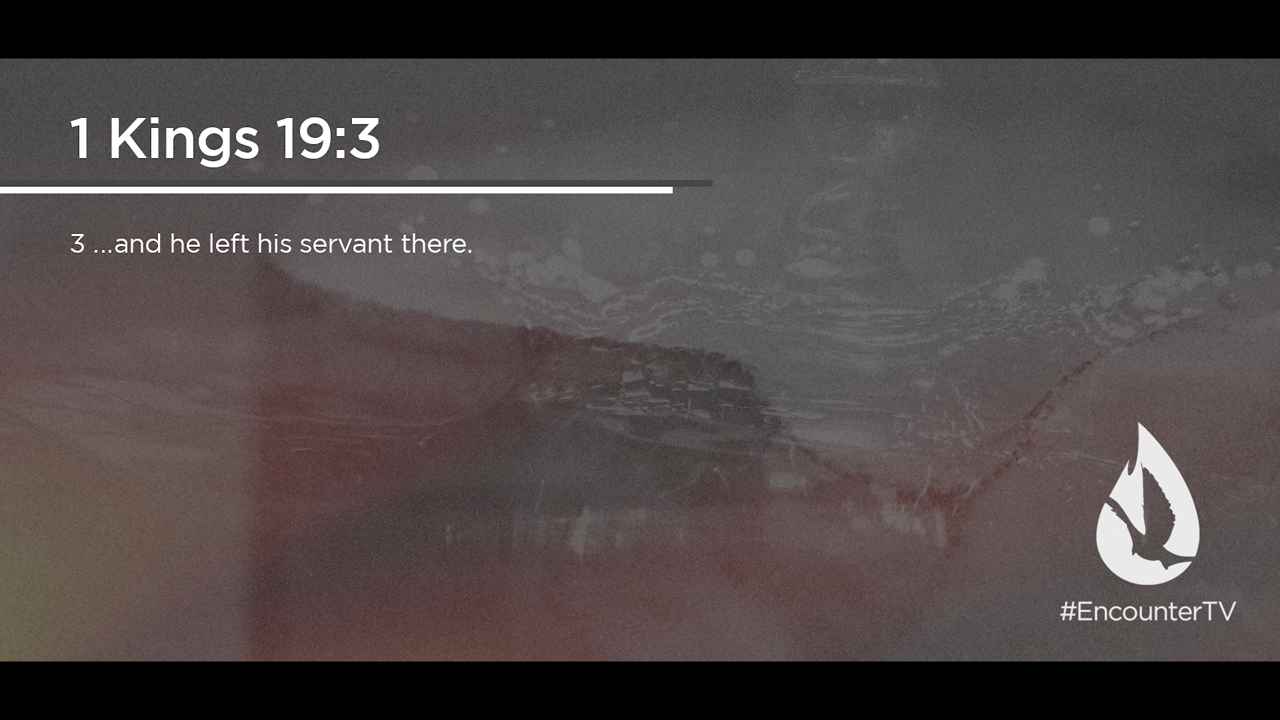 1 Kings 19:3
3 ...and he left his servant there.
#EncounterTV